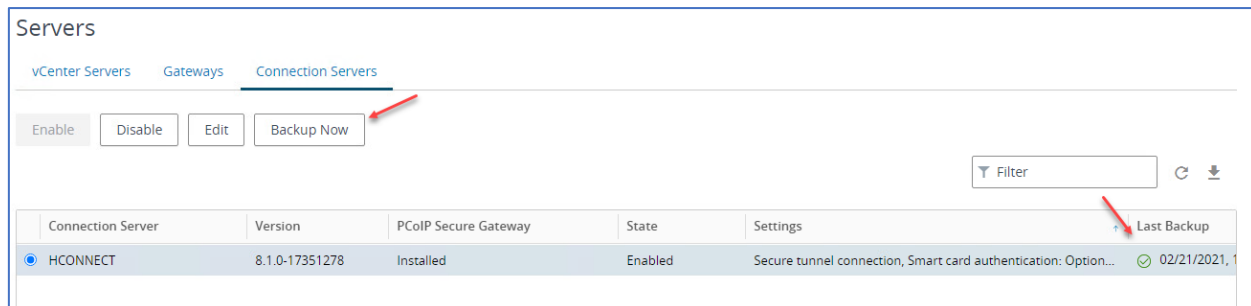 Servers
vCenter Servers Gateways Connection Servers
Enable Disable Edit Backup Now
Filter
Connection Server Version PCoIP Secure Gateway State Settings Last Backup
HCONNECT 8.1.0-17351278 Installed Enabled Secure tunnel connection, Smart card authentication: Option... 02/21/2021, 1